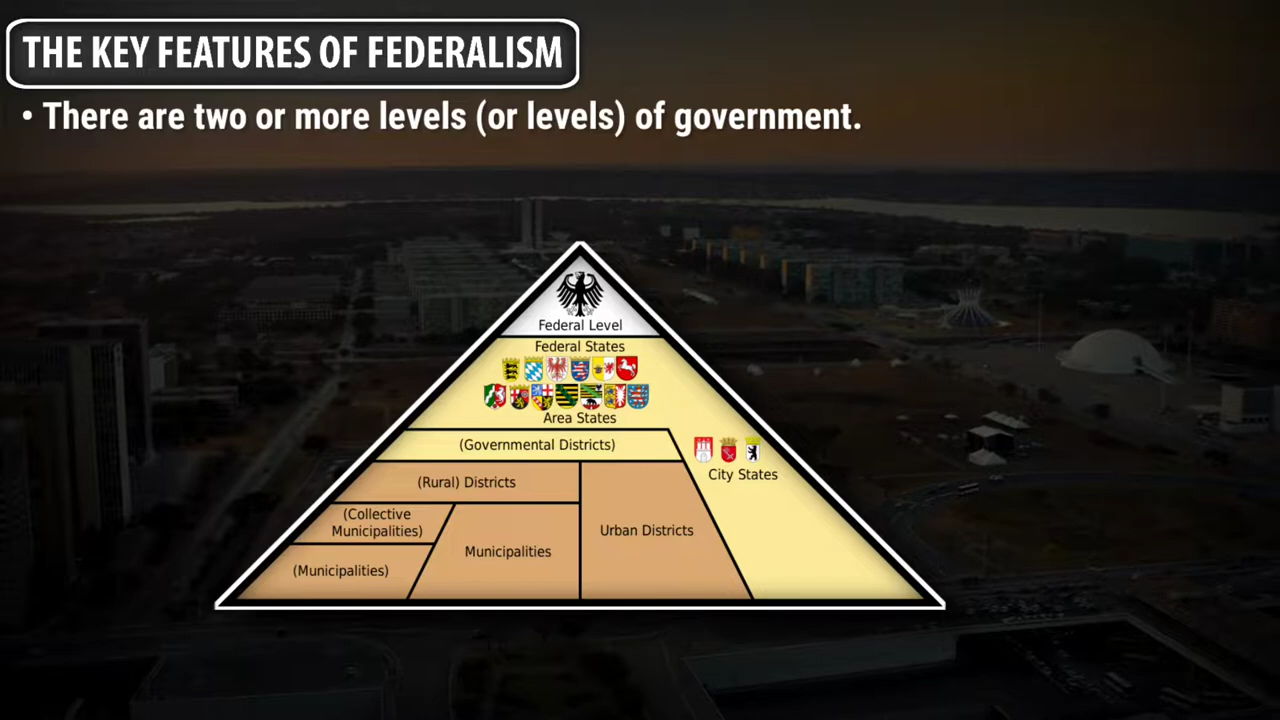 THE KEY FEATURES OF FEDERALISM
• There are two or more levels (or levels) of government.
Federal Level
Federal States
Area States
(Governmental Districts)
City States
(Rural) Districts
(Collective
Municipalities)
Urban Districts
Municipalities
(Municipalities)